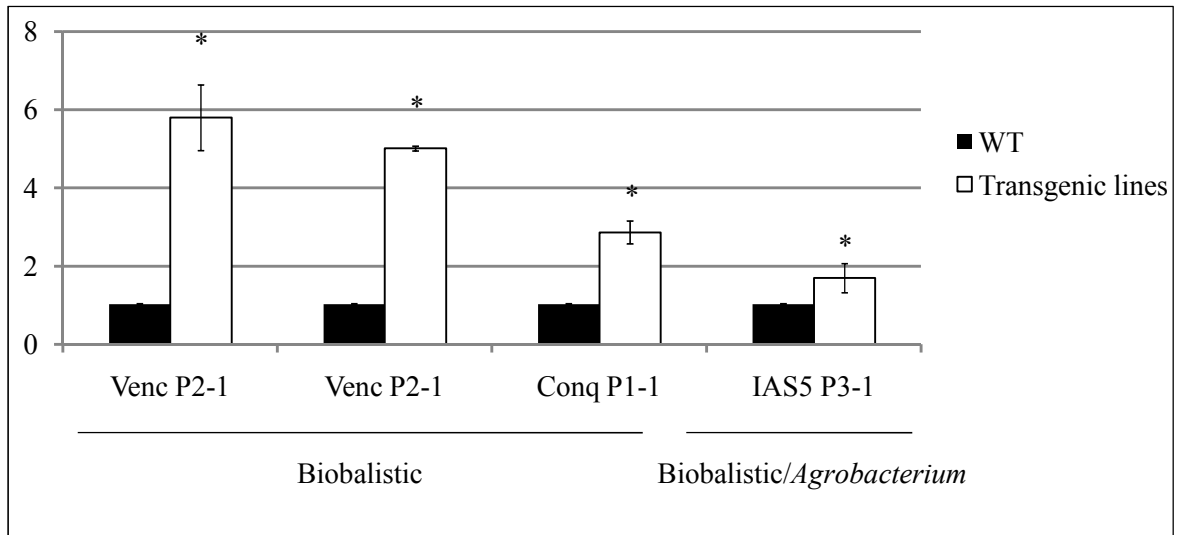 8
*
6
*
4
*
2
*
0
WT
Transgenic lines
Venc P2-1 Venc P2-1 Conq P1-1 IAS5 P3-1
Biobalistic Biobalistic/Agrobacterium